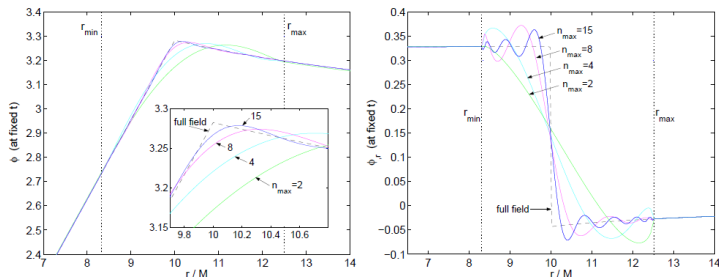 3.4
3.3
3.2
3.1
3
2.9
2.8
2.7
2.6
2.5
2.4
ϕ (at fixed t)
r_min
r_max
3.28
3.25
3.2
3.15
full field
15
8
4
n_max=2
9.8 10 10.2 10.4 10.6
7 8 9 10 11 12 13 14
r / M
0.4
0.35
0.3
0.25
0.2
0.15
0.1
0.05
0
-0.05
-0.1
ϕ,r (at fixed t)
r_min
r_max
n_max=15
n_max=8
n_max=4
n_max=2
full field
7 8 9 10 11 12 13 14
r / M